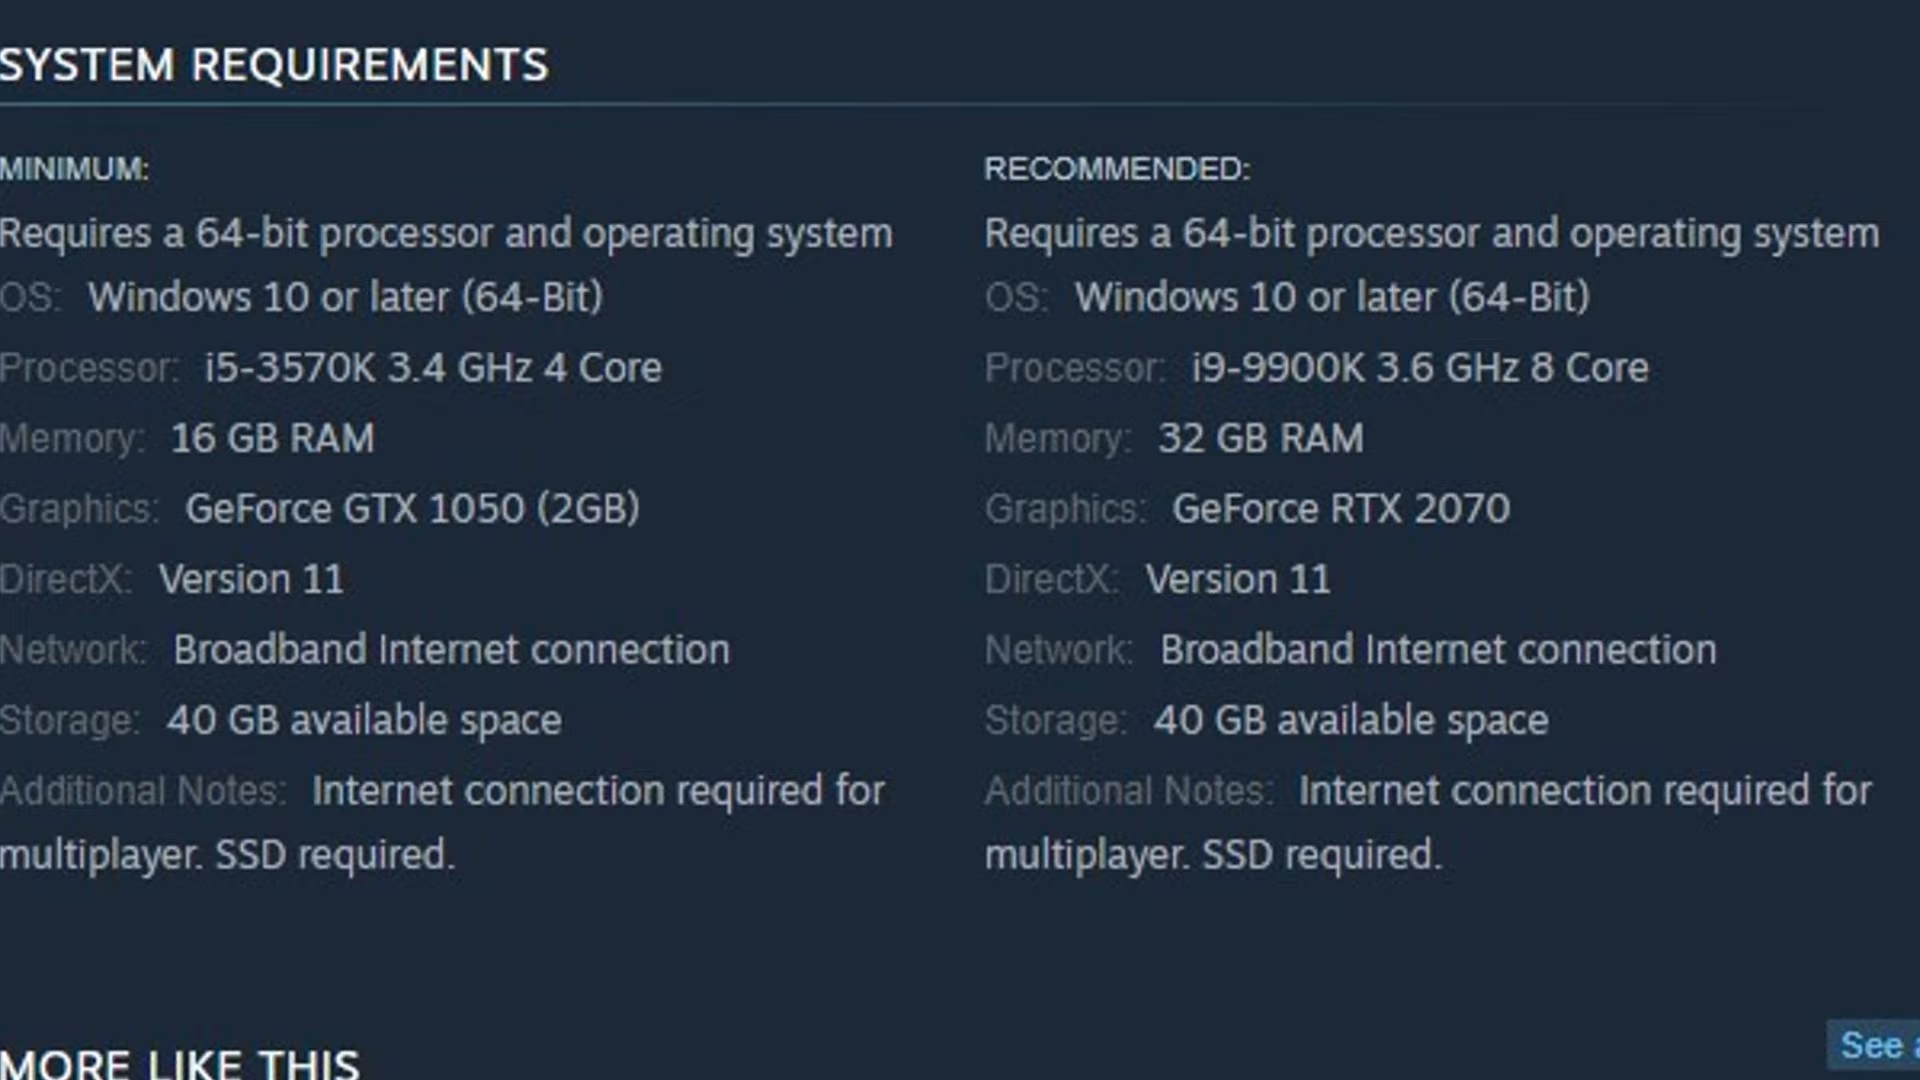 SYSTEM REQUIREMENTS
MINIMUM:
Requires a 64-bit processor and operating system
OS: Windows 10 or later (64-Bit)
Processor: i5-3570K 3.4 GHz 4 Core
Memory: 16 GB RAM
Graphics: GeForce GTX 1050 (2GB)
DirectX: Version 11
Network: Broadband Internet connection
Storage: 40 GB available space
Additional Notes: Internet connection required for
multiplayer. SSD required.
RECOMMENDED:
Requires a 64-bit processor and operating system
OS: Windows 10 or later (64-Bit)
Processor: i9-9900K 3.6 GHz 8 Core
Memory: 32 GB RAM
Graphics: GeForce RTX 2070
DirectX: Version 11
Network: Broadband Internet connection
Storage: 40 GB available space
Additional Notes: Internet connection required for
multiplayer. SSD required.
MORE LIKE THIS
See